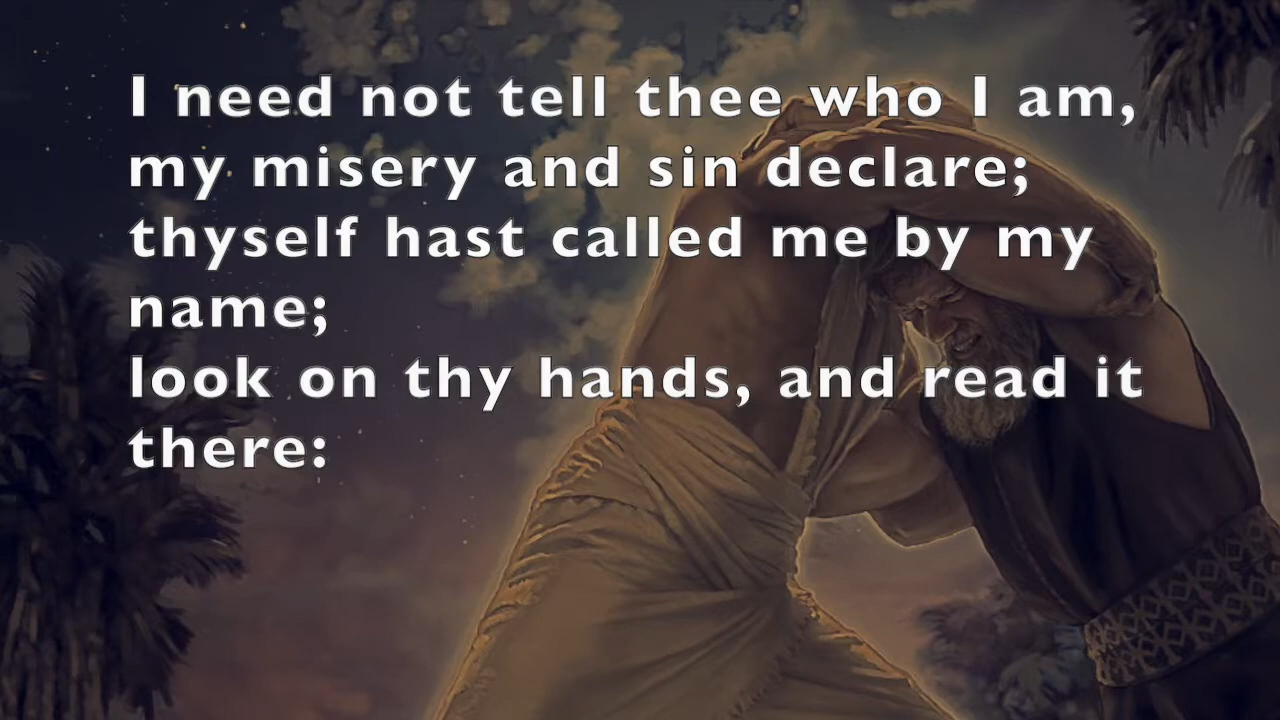 I need not tell thee who I am,
my misery and sin declare;
thyself hast called me by my
name;
look on thy hands, and read it
there: